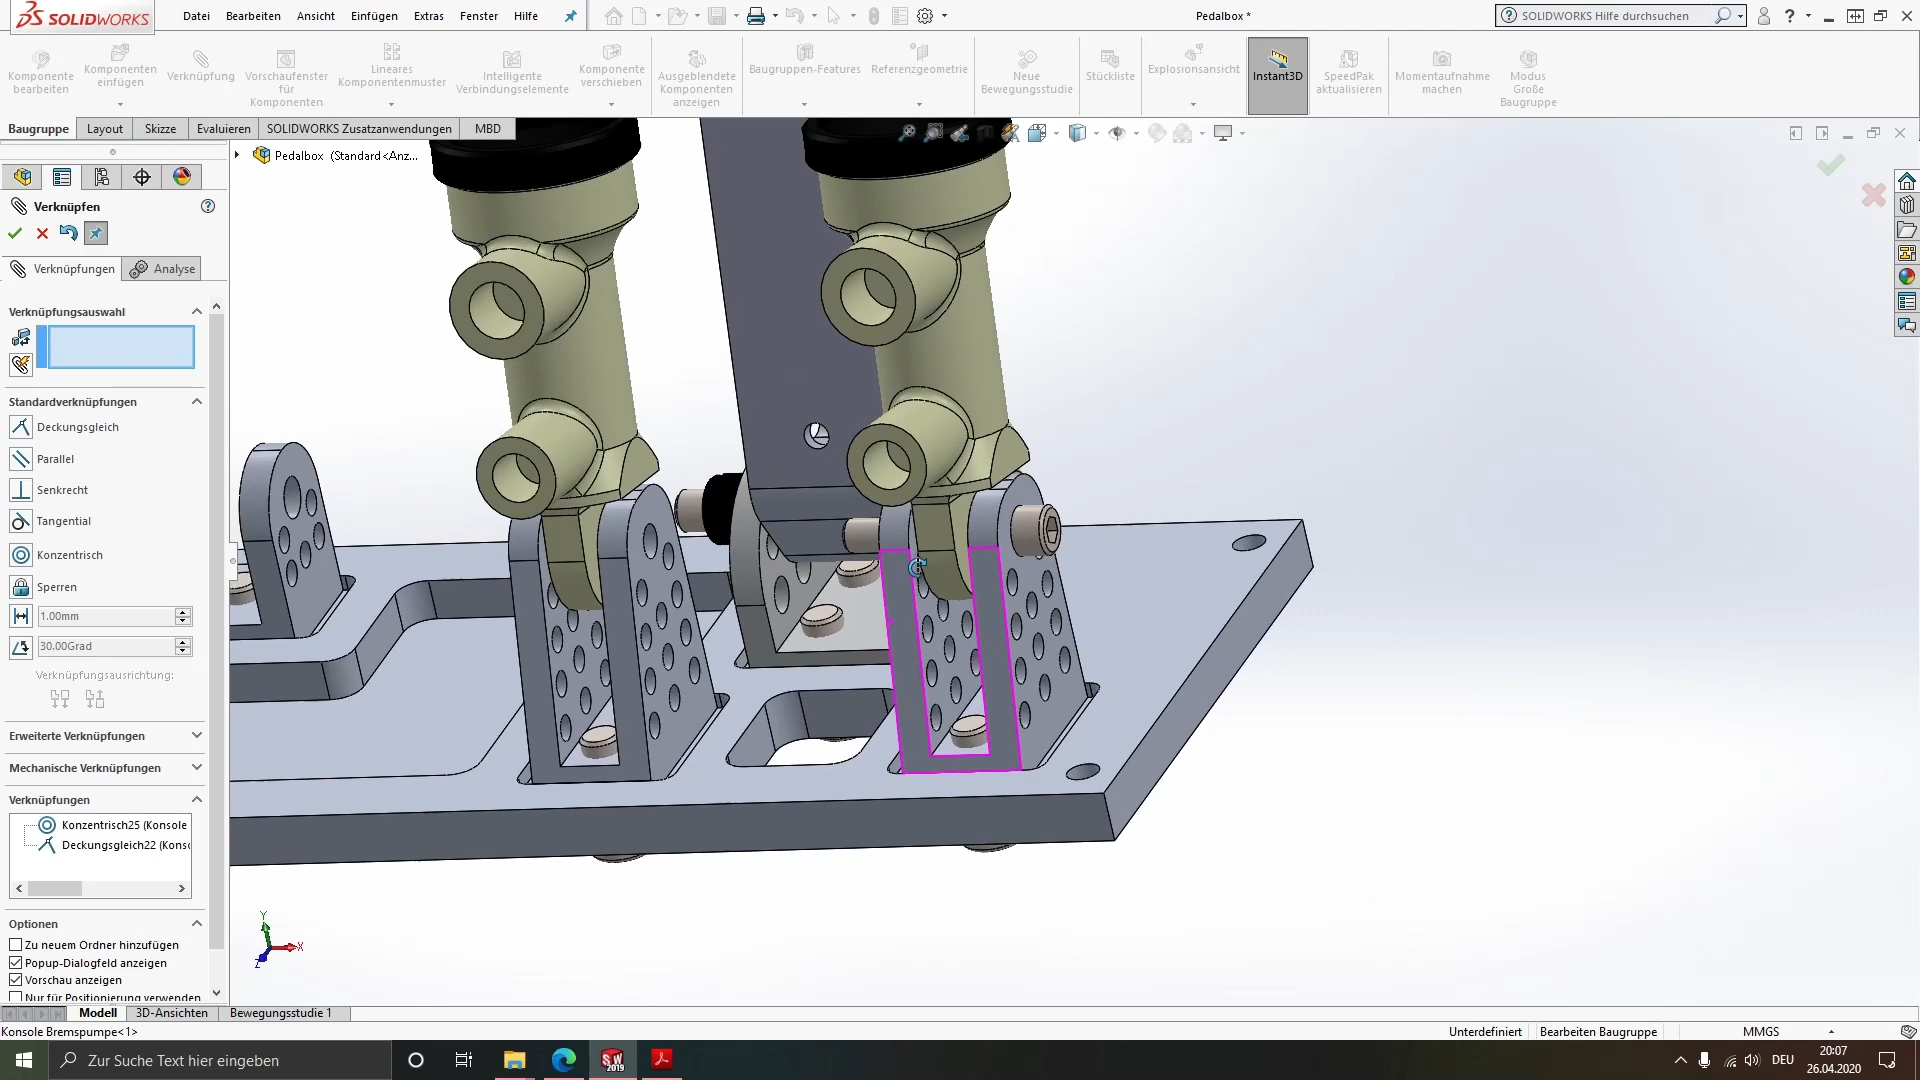 SOLIDWORKS
Datei Bearbeiten Ansicht Einfügen Extras Fenster Hilfe
Pedalbox *
SOLIDWORKS Hilfe durchsuchen
Komponente bearbeiten
Komponenten einfügen
Verknüpfung
Vorschaufenster für Komponenten
Lineares Komponentenmuster
Intelligente Verbindungselemente
Komponente verschieben
Ausgeblendete Komponenten anzeigen
Baugruppen-Features
Referenzgeometrie
Neue Bewegungsstudie
Stückliste
Explosionsansicht
Instant3D
SpeedPak aktualisieren
Momentaufnahme machen
Modus Große Baugruppe
Baugruppe Layout Skizze Evaluieren SOLIDWORKS Zusatzanwendungen MBD
Pedalbox (Standard<Anz...
Verknüpfen
Verknüpfungen Analyse
Verknüpfungsauswahl
Standardverknüpfungen
Deckungsgleich
Parallel
Senkrecht
Tangential
Konzentrisch
Sperren
1.00mm
30.00Grad
Verknüpfungsausrichtung:
Erweiterte Verknüpfungen
Mechanische Verknüpfungen
Verknüpfungen
Konzentrisch25 (Konsole
Deckungsgleich22 (Kons
Optionen
Zu neuem Ordner hinzufügen
Popup-Dialogfeld anzeigen
Vorschau anzeigen
Nur für Positionierung verwenden
Y
X
Z
Modell 3D-Ansichten Bewegungsstudie 1
Konsole Bremspumpe<1>
Unterdefiniert Bearbeiten Baugruppe MMGS
Zur Suche Text hier eingeben
SW 2019
DEU
20:07
26.04.2020